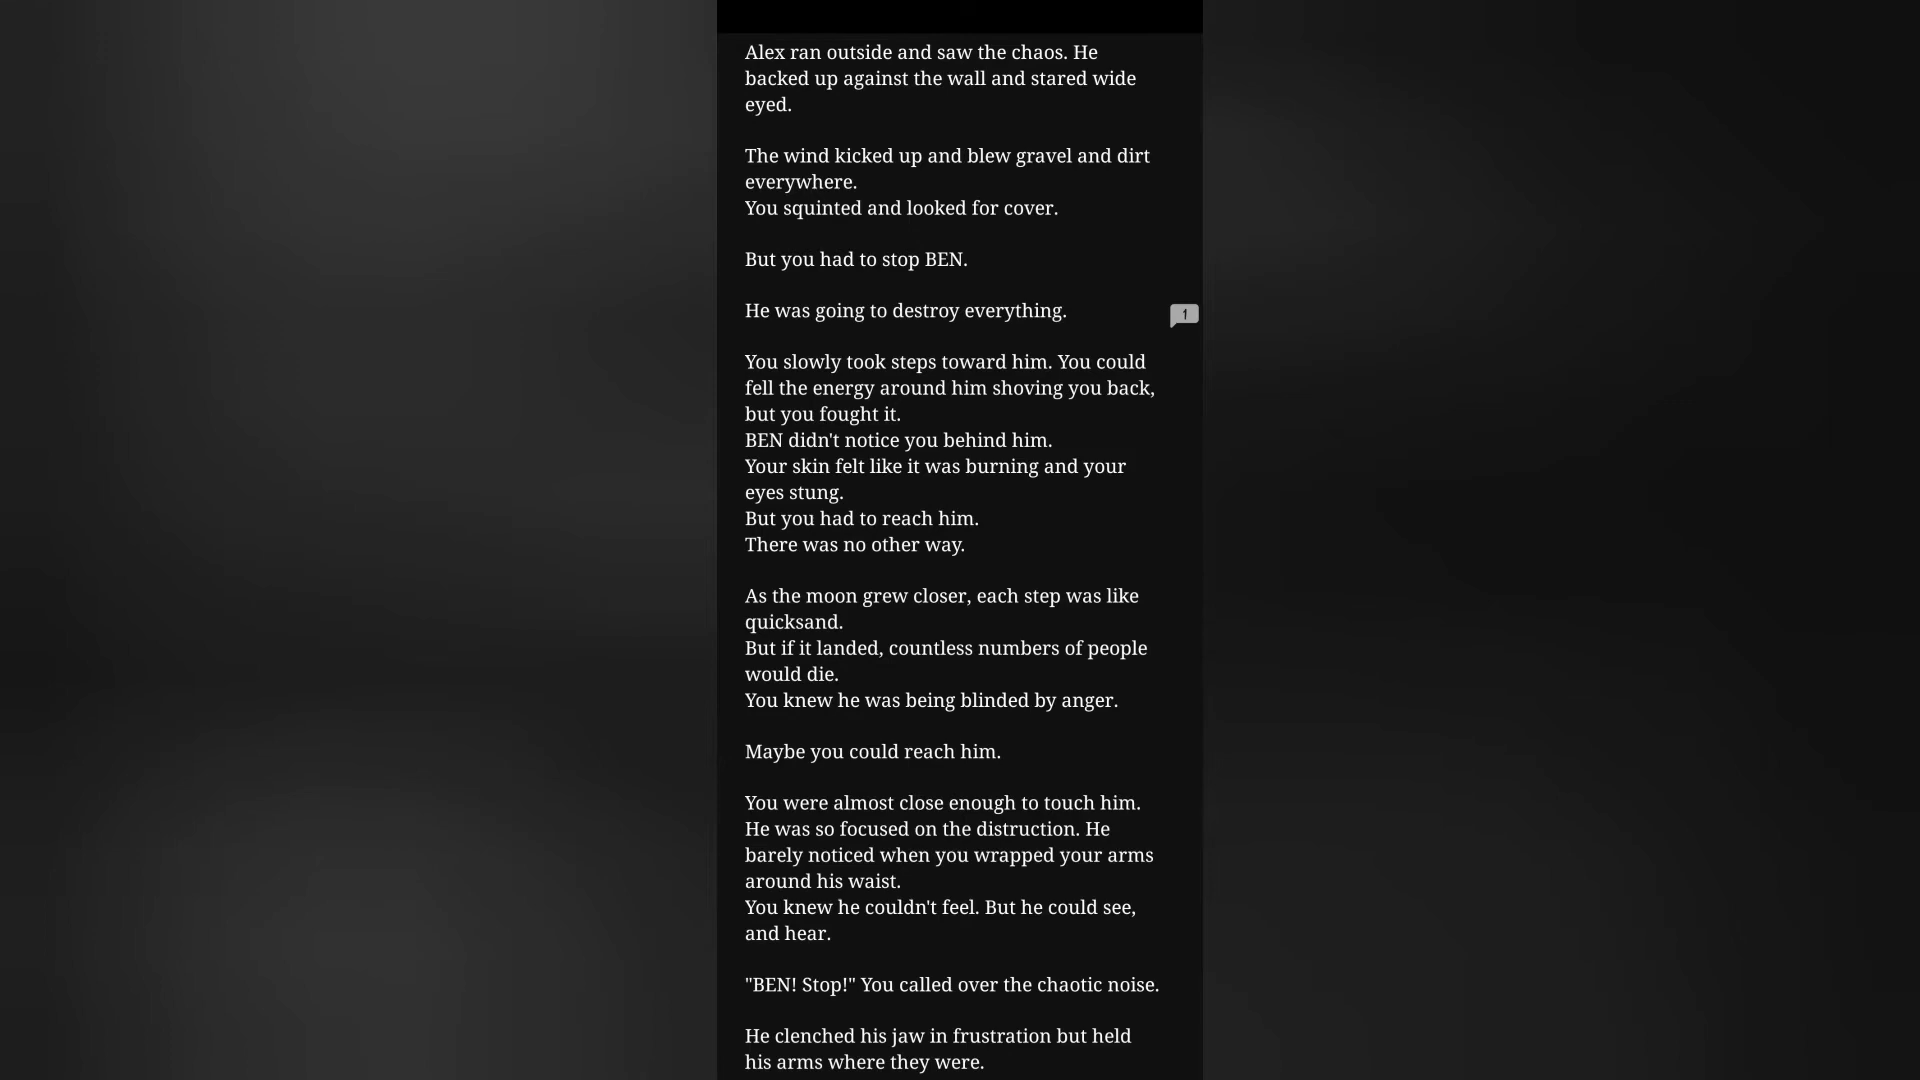 Alex ran outside and saw the chaos. He
backed up against the wall and stared wide
eyed.
The wind kicked up and blew gravel and dirt
everywhere.
You squinted and looked for cover.
But you had to stop BEN.
He was going to destroy everything.
1
You slowly took steps toward him. You could
fell the energy around him shoving you back,
but you fought it.
BEN didn't notice you behind him.
Your skin felt like it was burning and your
eyes stung.
But you had to reach him.
There was no other way.
As the moon grew closer, each step was like
quicksand.
But if it landed, countless numbers of people
would die.
You knew he was being blinded by anger.
Maybe you could reach him.
You were almost close enough to touch him.
He was so focused on the distruction. He
barely noticed when you wrapped your arms
around his waist.
You knew he couldn't feel. But he could see,
and hear.
"BEN! Stop!" You called over the chaotic noise.
He clenched his jaw in frustration but held
his arms where they were.